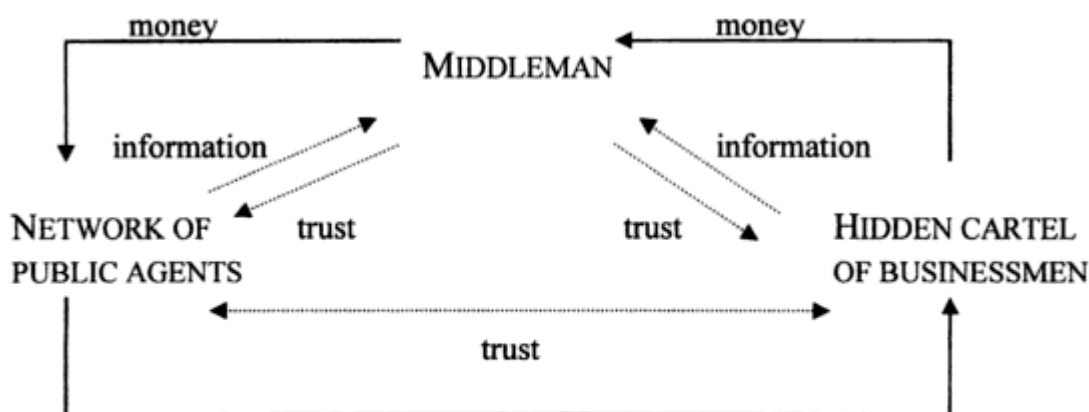 money
money
MIDDLEMAN
information
information
trust
trust
NETWORK OF
PUBLIC AGENTS
HIDDEN CARTEL
OF BUSINESSMEN
trust